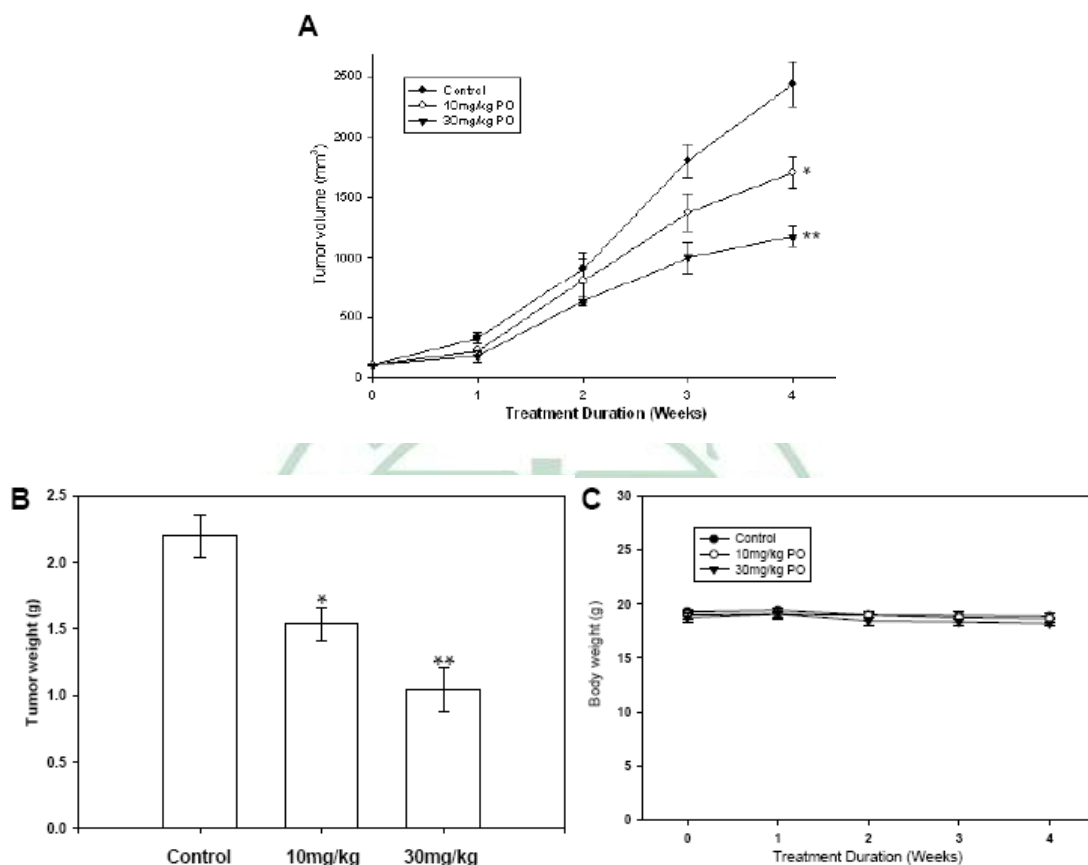 A
Tumor volume (mm³)
2500
2000
1500
1000
500
0
Control
10mg/kg PO
30mg/kg PO
*
**
0 1 2 3 4
Treatment Duration (Weeks)
B
Tumor weight (g)
2.5
2.0
1.5
1.0
0.5
0.0
*
**
Control 10mg/kg 30mg/kg
C
Body weight (g)
30
25
20
15
10
5
0
Control
10mg/kg PO
30mg/kg PO
0 1 2 3 4
Treatment Duration (Weeks)